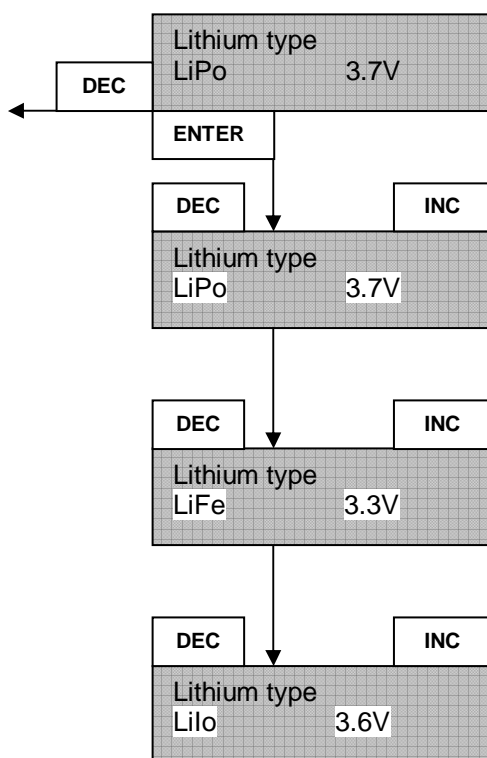 Lithium type
LiPo 3.7V
DEC
ENTER
DEC INC
Lithium type
LiPo 3.7V
DEC INC
Lithium type
LiFe 3.3V
DEC INC
Lithium type
LiIo 3.6V